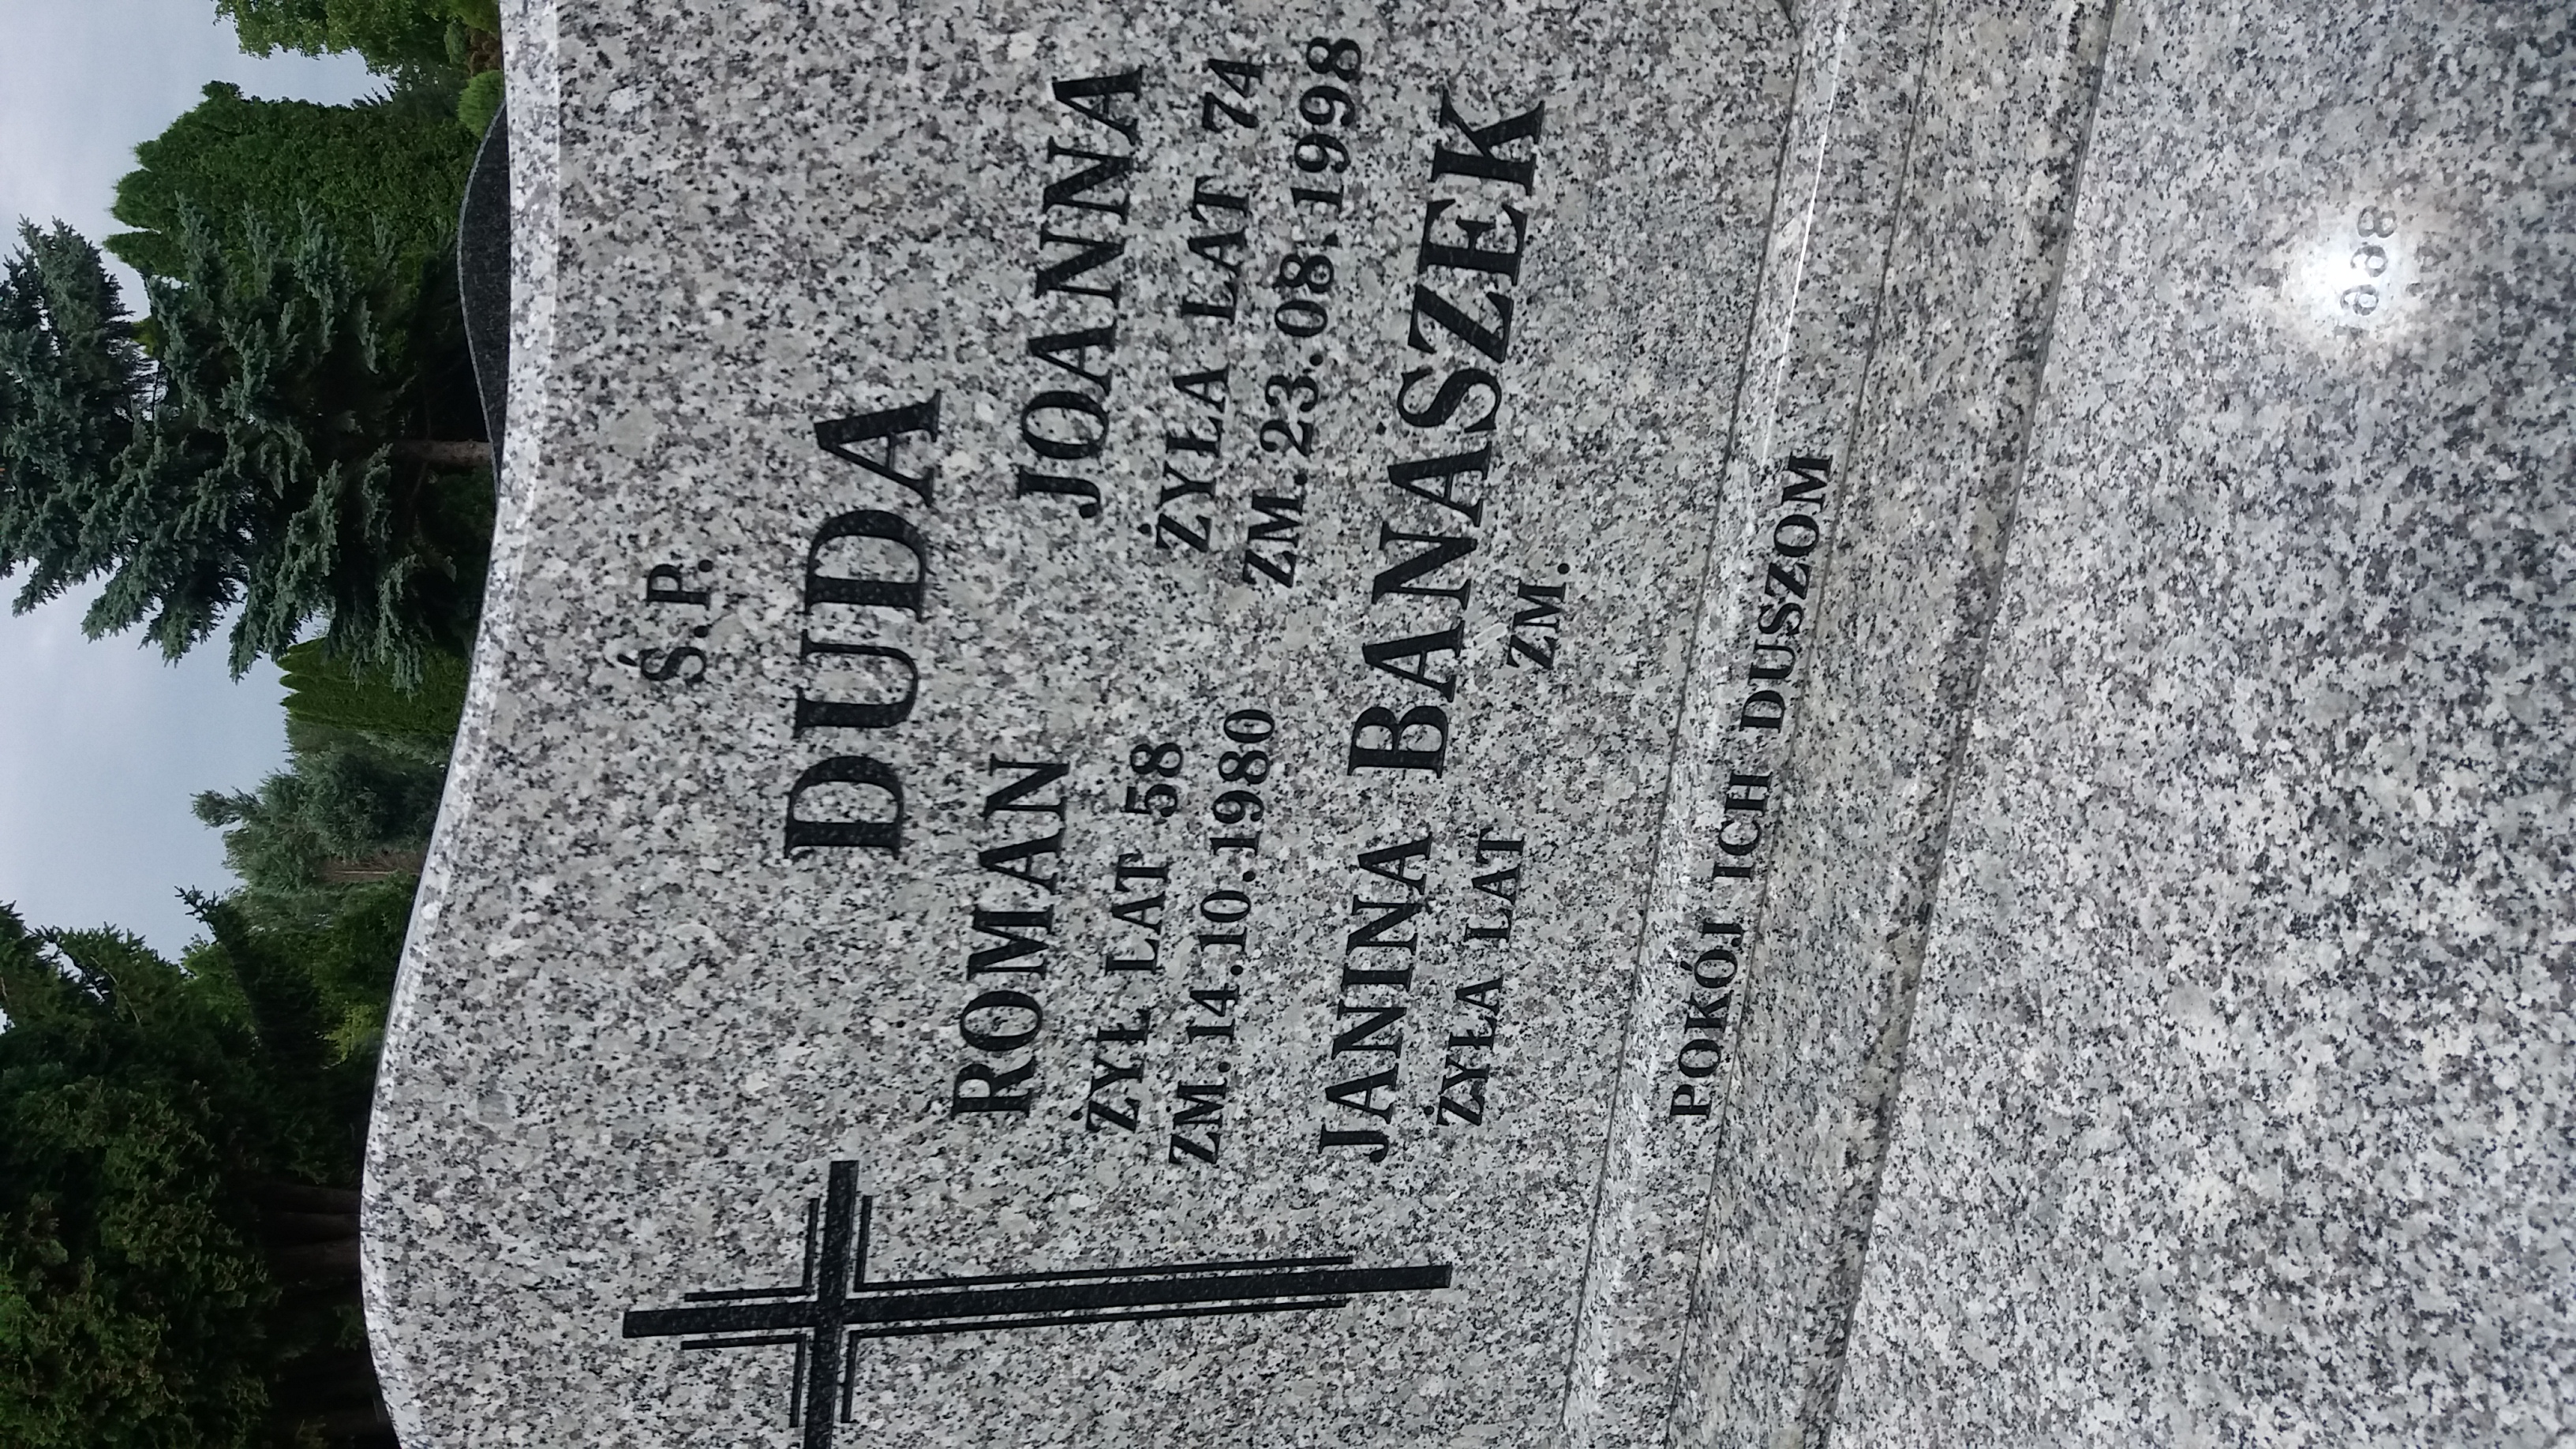 Ś.P.
DUDA
ROMAN JOANNA
ŻYŁ LAT 58 ŻYŁA LAT 74
ZM.14.10.1980 ZM.23.08.1998
JANINA BANASZEK
ŻYŁA LAT ZM.
POKÓJ ICH DUSZOM